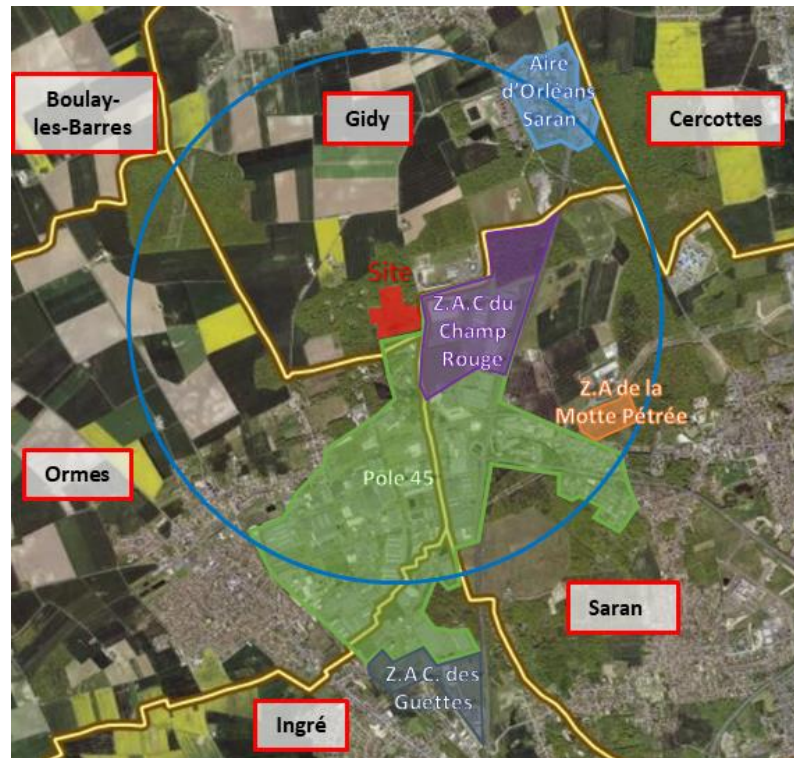 Aire
d'Orléans
Saran
Boulay-
les-Barres
Gidy
Cercottes
Site
Z.A.C du
Champ
Rouge
Z.A de la
Motte Pétrée
Ormes
Pôle 45
Saran
Z.A C. des
Guettes
Ingré